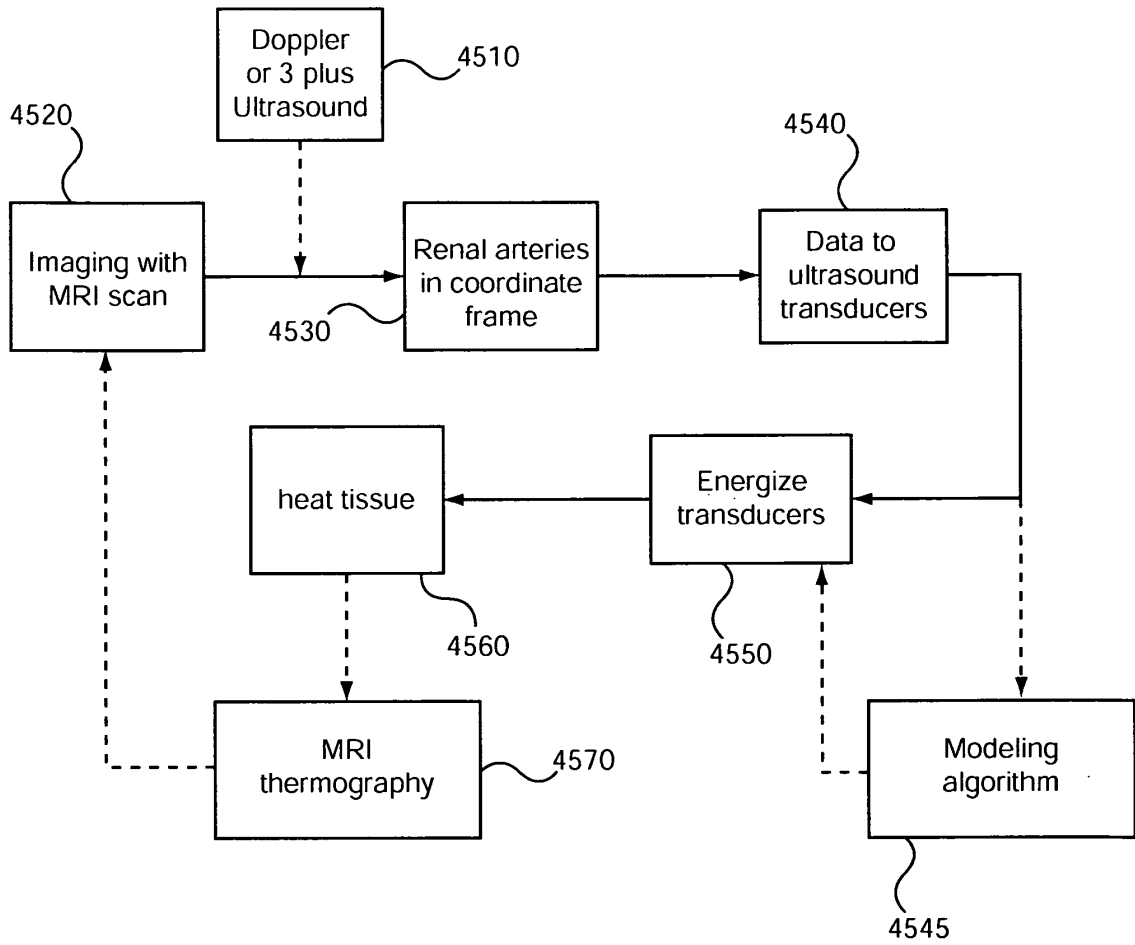 Doppler
or 3 plus
Ultrasound
4510
4520
4540
Imaging with
MRI scan
Renal arteries
in coordinate
frame
4530
Data to
ultrasound
transducers
heat tissue
Energize
transducers
4560
4550
MRI
thermography
4570
Modeling
algorithm
4545